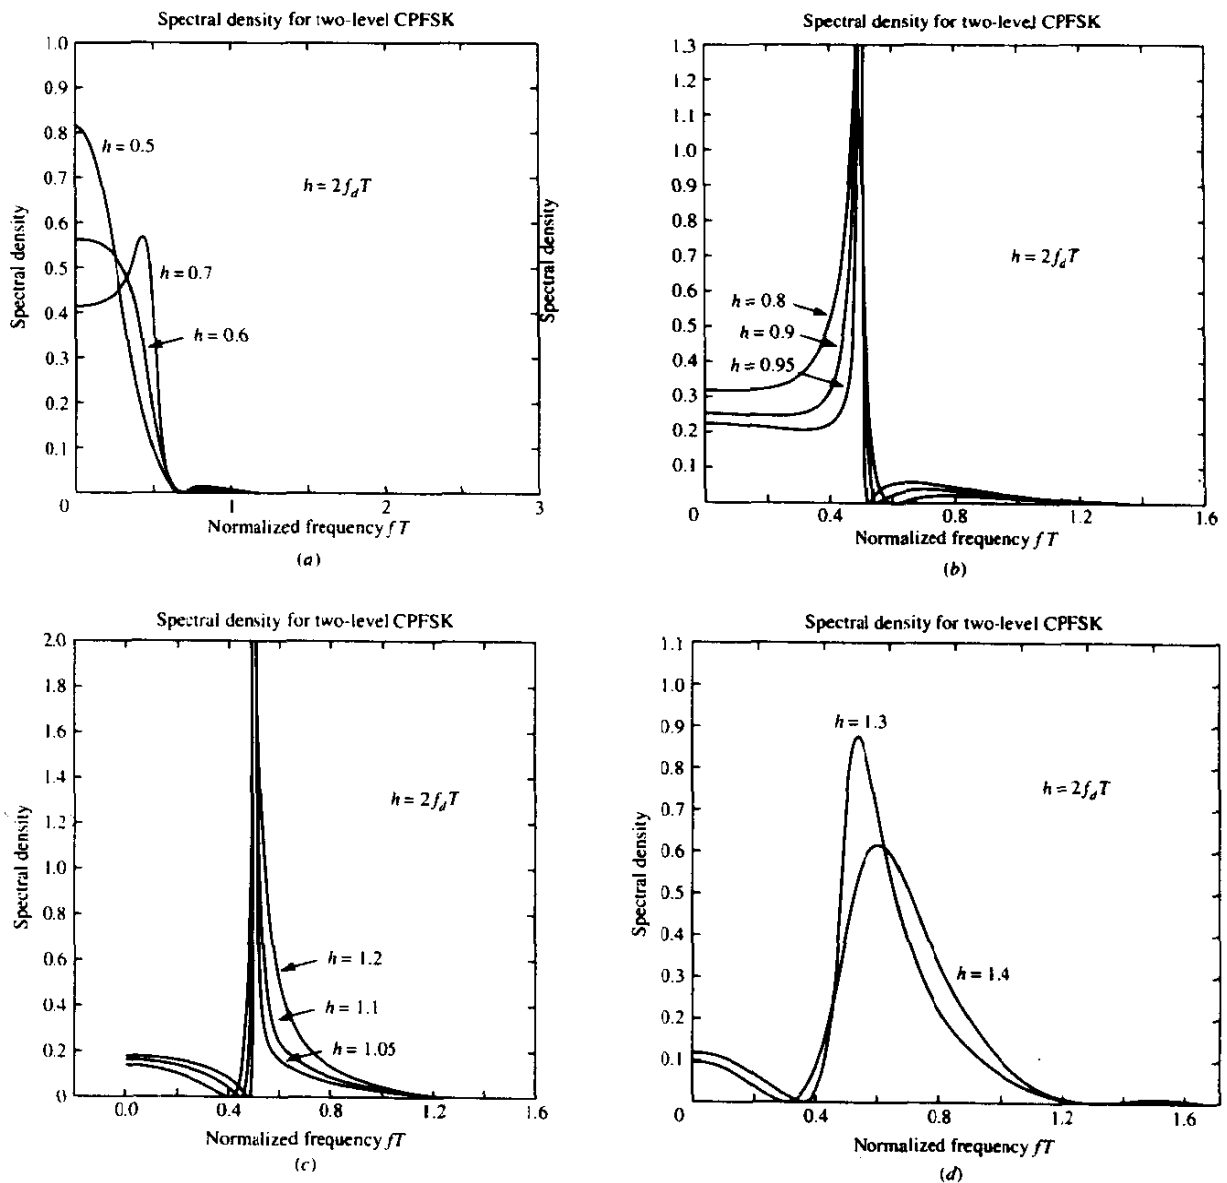 Spectral density for two-level CPFSK
1.0
0.9
0.8
0.7
0.6
0.5
0.4
0.3
0.2
0.1
0
1
2
3
h = 0.5
h = 2f_dT
h = 0.7
h = 0.6
Spectral density
Normalized frequency fT
(a)
Spectral density for two-level CPFSK
1.3
1.2
1.1
1.0
0.9
0.8
0.7
0.6
0.5
0.4
0.3
0.2
0.1
0
0.4
0.8
1.2
1.6
h = 2f_dT
h = 0.8
h = 0.9
h = 0.95
Spectral density
Normalized frequency fT
(b)
Spectral density for two-level CPFSK
2.0
1.8
1.6
1.4
1.2
1.0
0.8
0.6
0.4
0.2
0
0.0
0.4
0.8
1.2
1.6
h = 2f_dT
h = 1.2
h = 1.1
h = 1.05
Spectral density
Normalized frequency fT
(c)
Spectral density for two-level CPFSK
1.1
1.0
0.9
0.8
0.7
0.6
0.5
0.4
0.3
0.2
0.1
0
0.4
0.8
1.2
1.6
h = 1.3
h = 2f_dT
h = 1.4
Spectral density
Normalized frequency fT
(d)